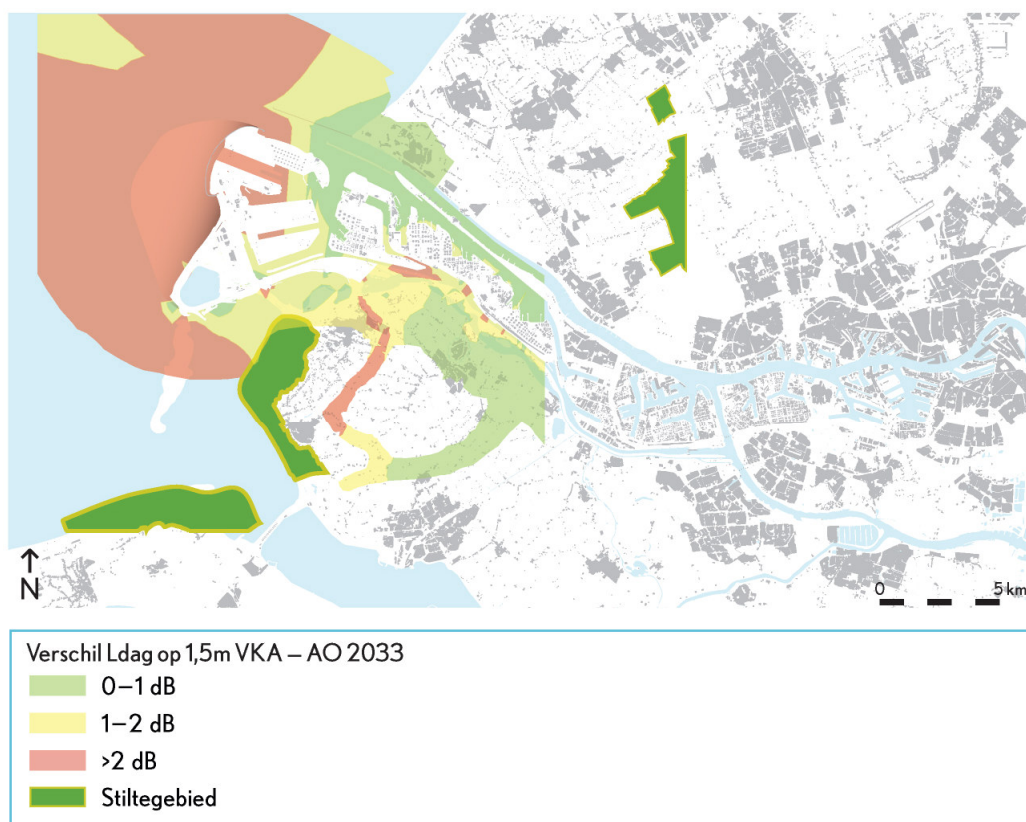 N
0 5 km
Verschil Ldag op 1,5m VKA – AO 2033
0–1 dB
1–2 dB
>2 dB
Stiltegebied